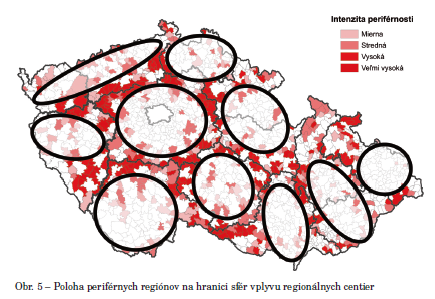 Intenzita periférnosti
Mierna
Stredná
Vysoká
Veľmi vysoká
Obr. 5 – Poloha periférnych regiónov na hranici sfér vplyvu regionálnych centier